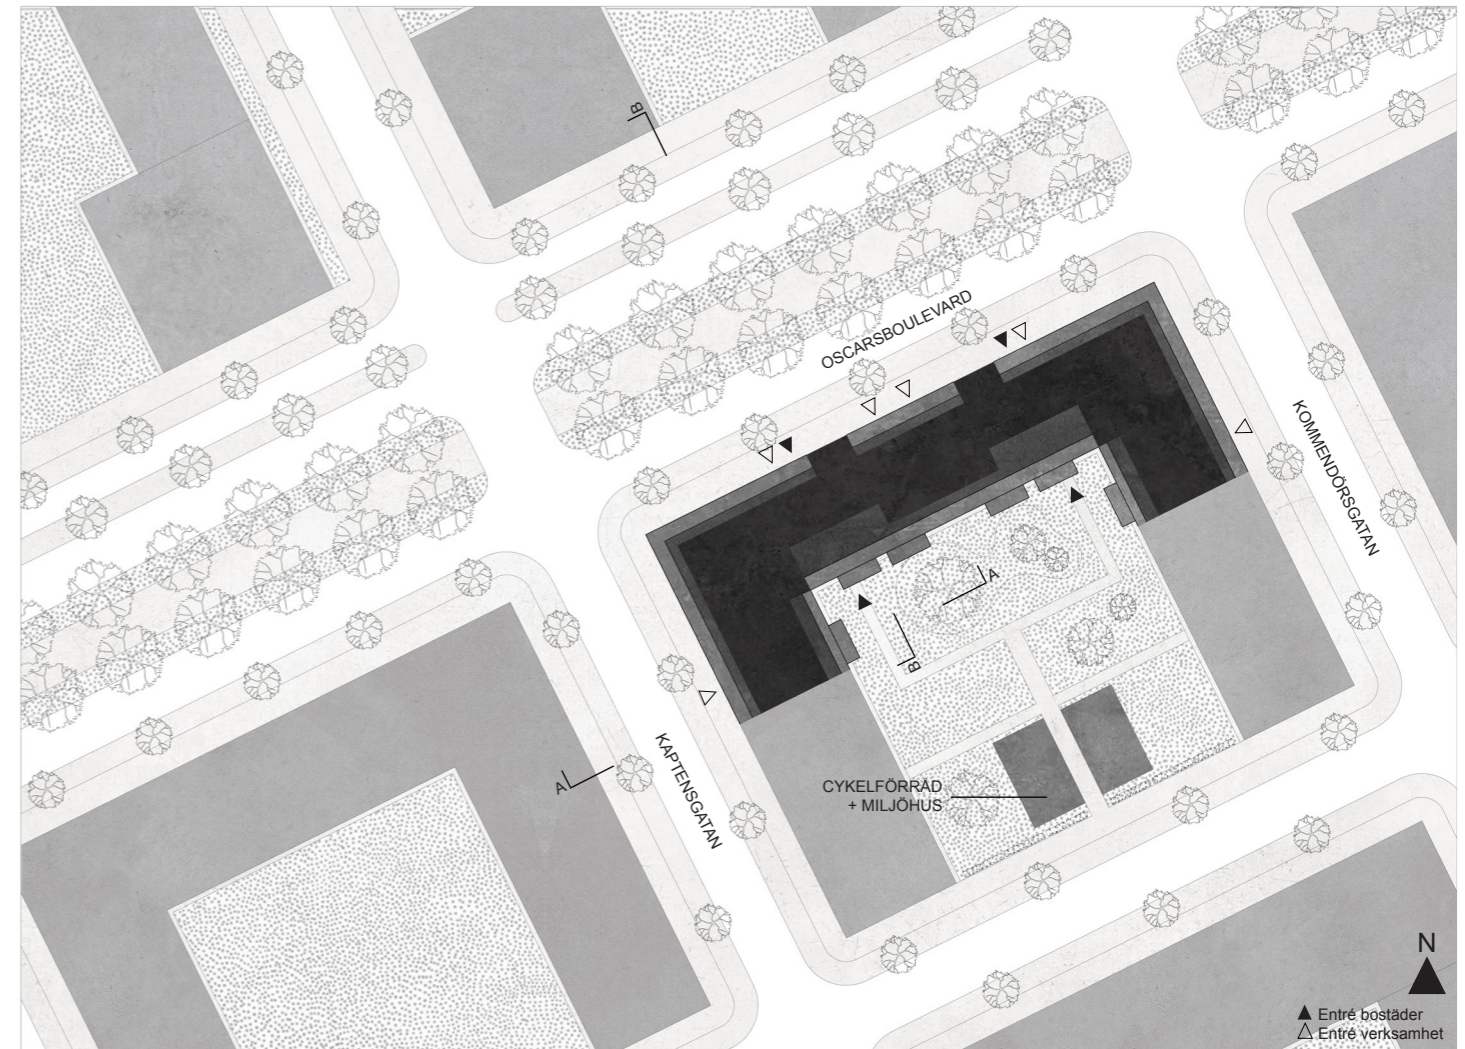 B
OSCARSBOULEVARD
KOMMENDÖRSGATAN
A
B
KAPTENSGATAN
A
CYKELFÖRRÅD
+ MILJÖHUS
N
Entré bostäder
Entré verksamhet